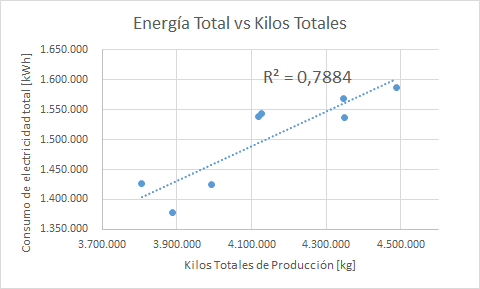 Energía Total vs Kilos Totales
R² = 0,7884
Consumo de electricidad total [kWh]
1.650.000
1.600.000
1.550.000
1.500.000
1.450.000
1.400.000
1.350.000
3.700.000 3.900.000 4.100.000 4.300.000 4.500.000
Kilos Totales de Producción [kg]